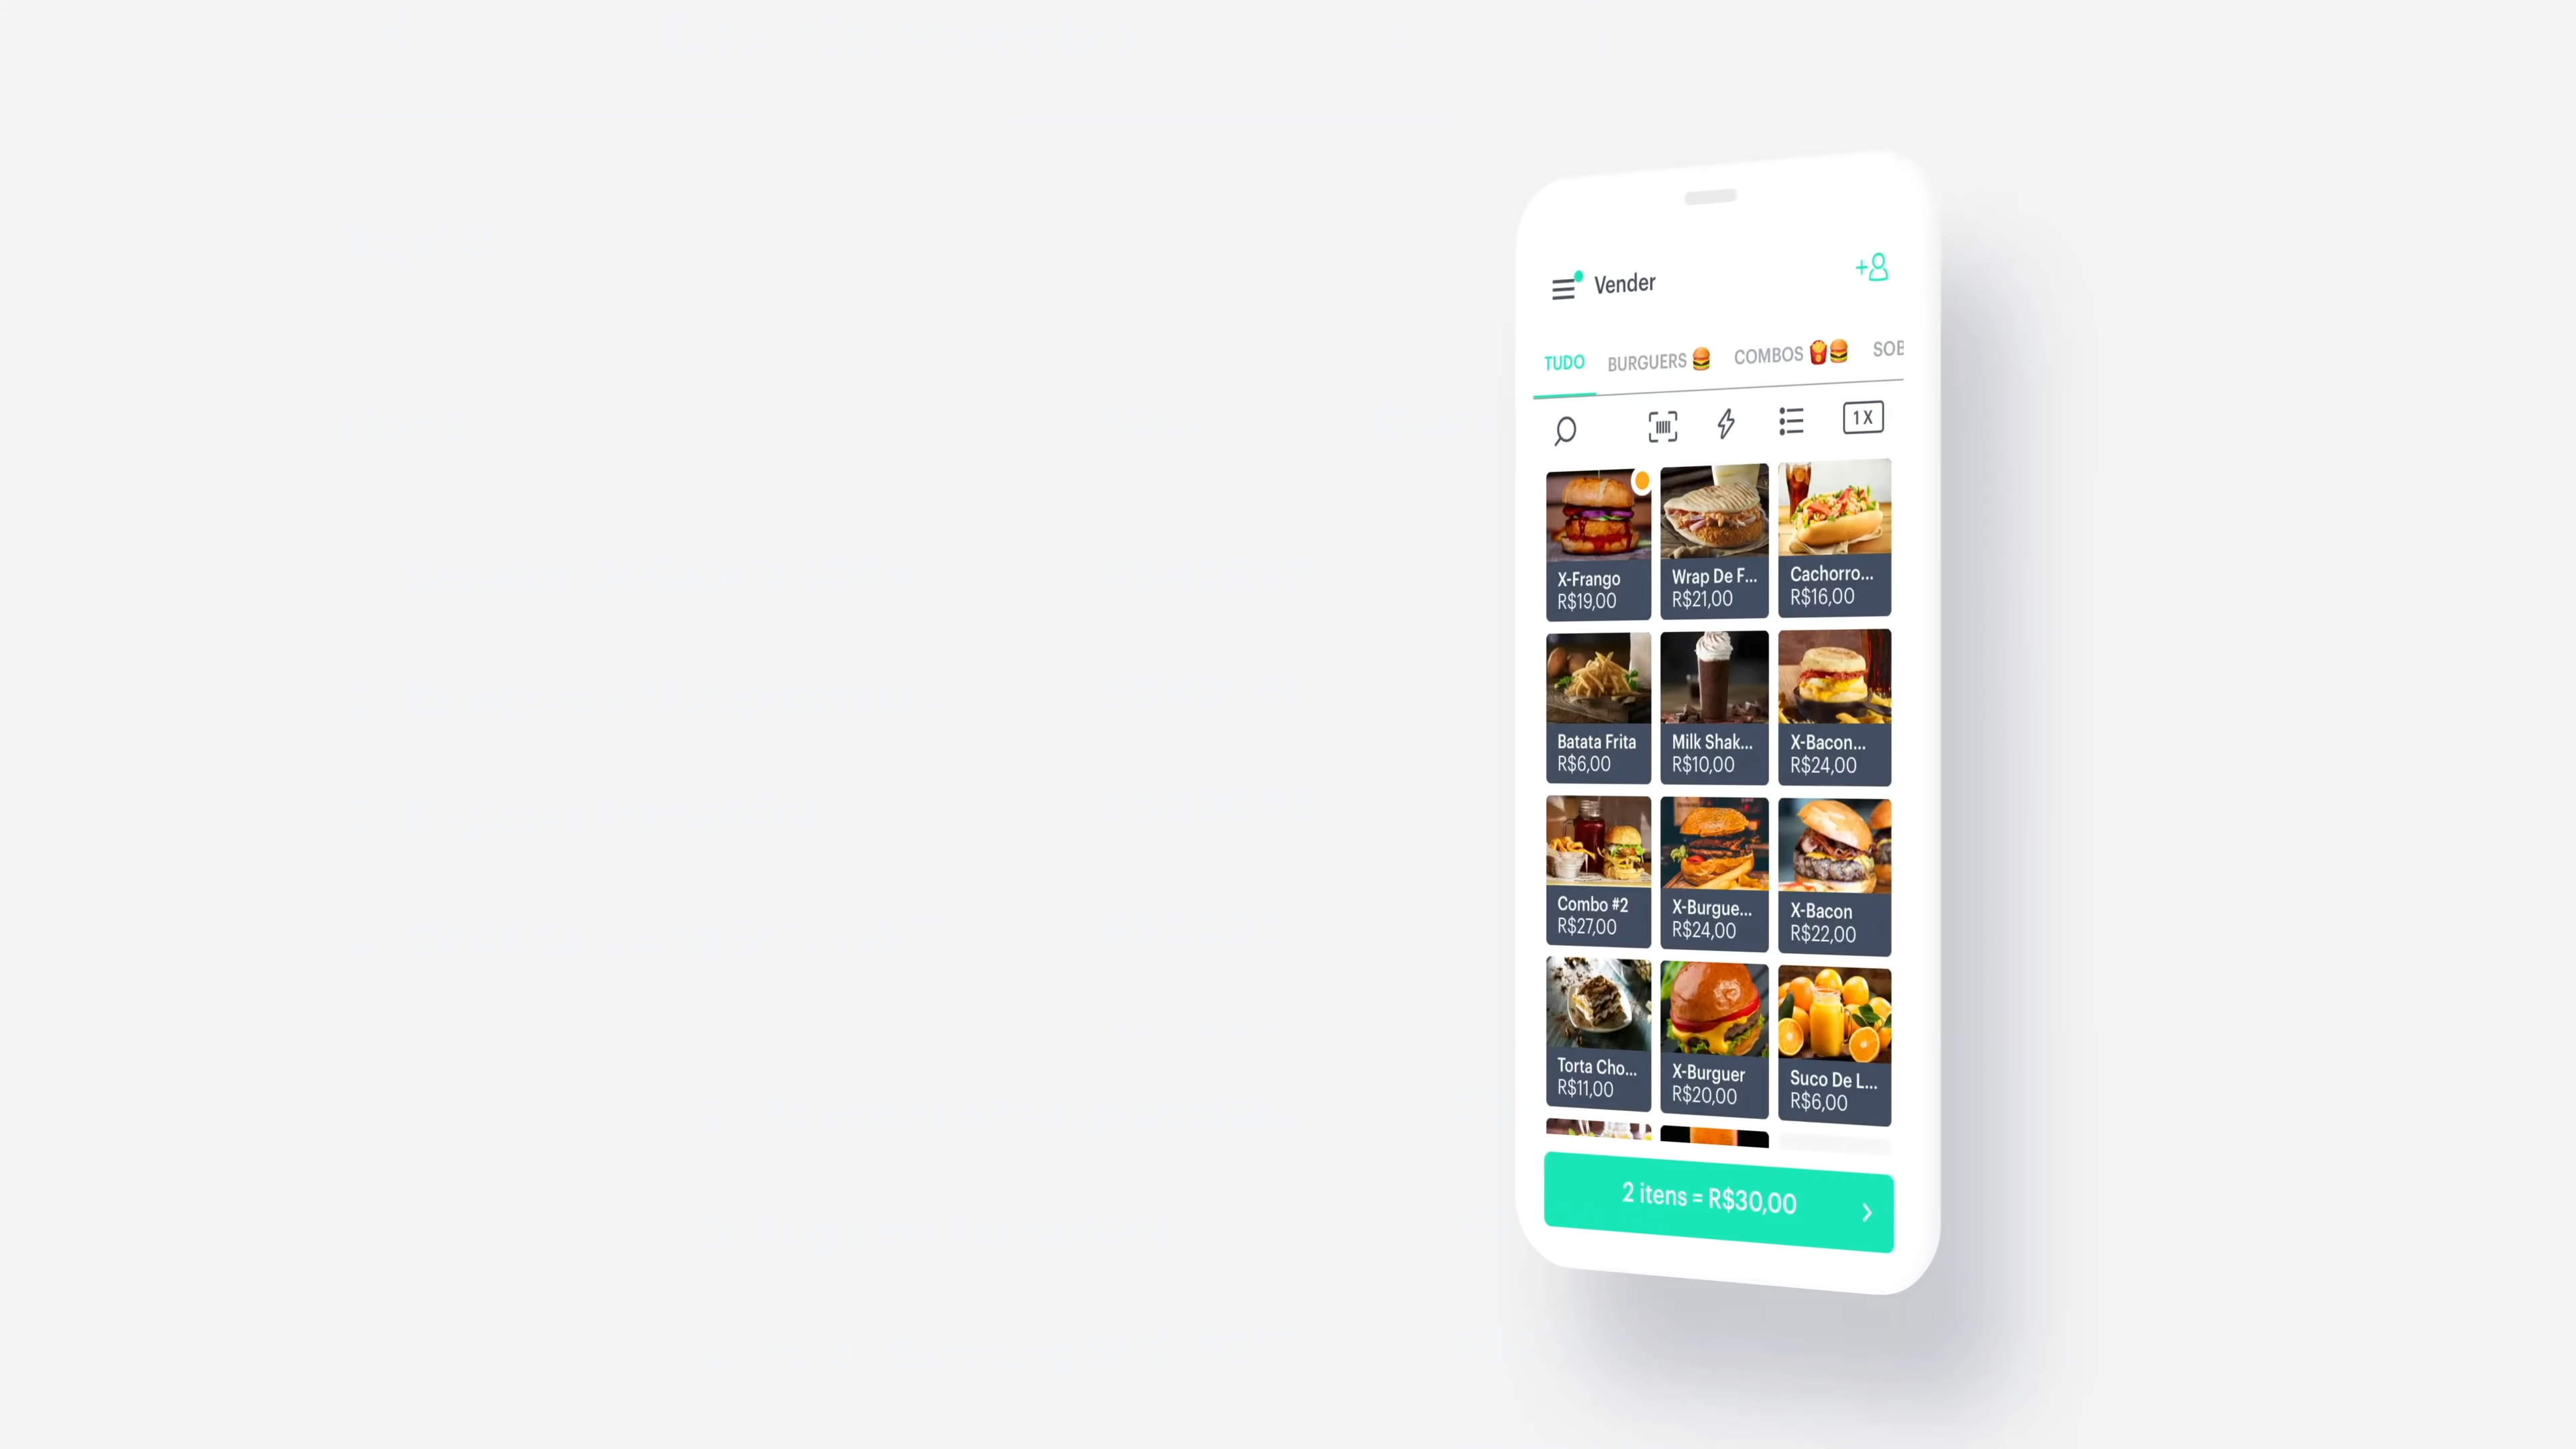 Vender
TUDO BURGUERS 🍔 COMBOS 🍟🍔 SOB
1 X
X-Frango
R$19,00
Wrap De F...
R$21,00
Cachorro...
R$16,00
Batata Frita
R$6,00
Milk Shak...
R$10,00
X-Bacon...
R$24,00
Combo #2
R$27,00
X-Burgue...
R$24,00
X-Bacon
R$22,00
Torta Cho...
R$11,00
X-Burguer
R$20,00
Suco De L...
R$6,00
2 itens = R$30,00